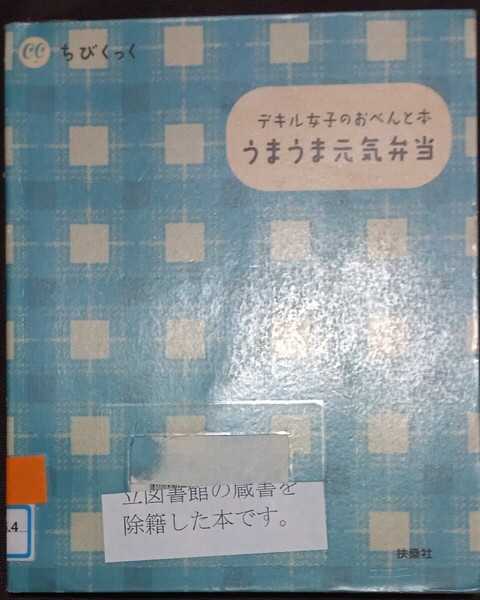 CC ちびくっく
デキル女子のおべんと本
うまうま元気弁当
立図書館の蔵書を
除籍した本です。
.4
扶桑社